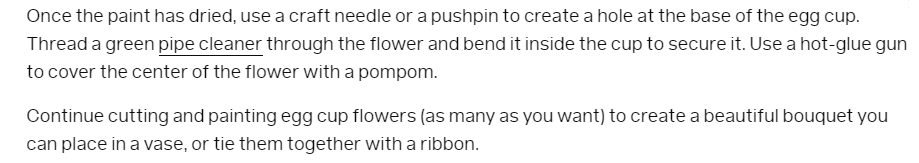 Once the paint has dried, use a craft needle or a pushpin to create a hole at the base of the egg cup.
Thread a green pipe cleaner through the flower and bend it inside the cup to secure it. Use a hot-glue gun
to cover the center of the flower with a pompom.
Continue cutting and painting egg cup flowers (as many as you want) to create a beautiful bouquet you
can place in a vase, or tie them together with a ribbon.